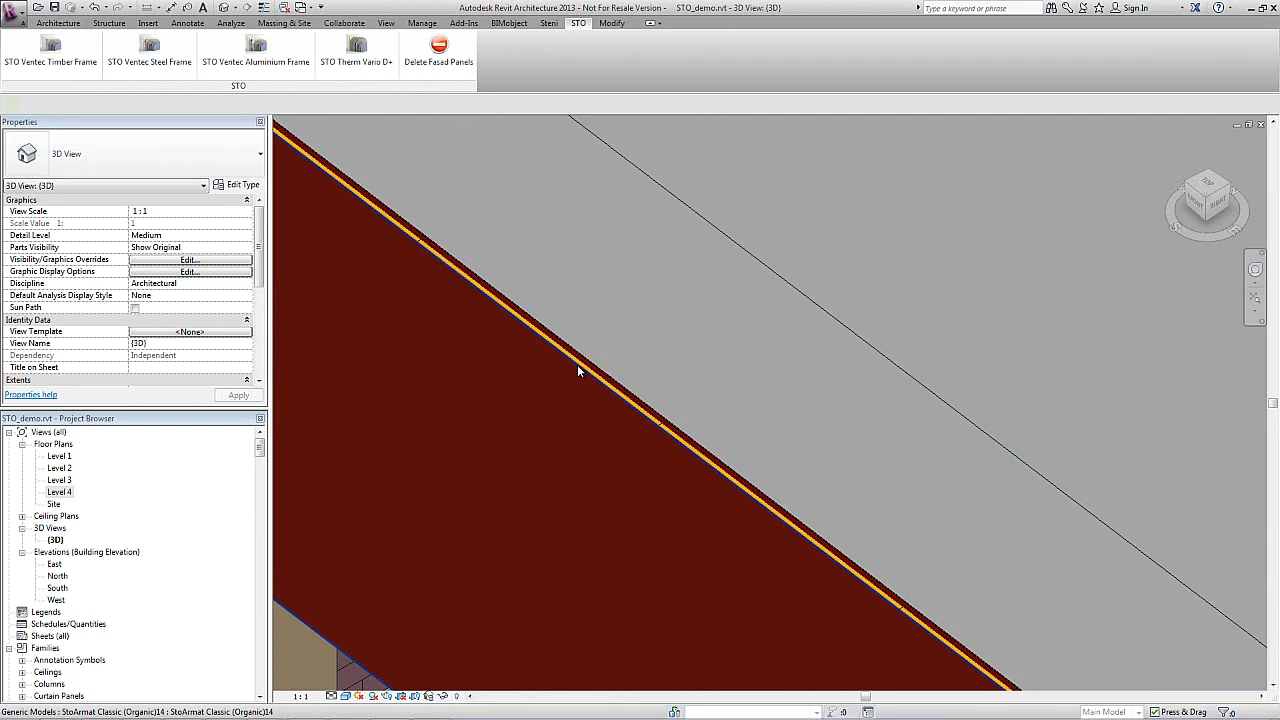 Autodesk Revit Architecture 2013 - Not For Resale Version - STO_demo.rvt - 3D View: {3D}
Type a keyword or phrase
Sign In
Architecture Structure Insert Annotate Analyze Massing & Site Collaborate View Manage Add-Ins BIMobject Steni STO Modify
STO Ventec Timber Frame STO Ventec Steel Frame STO Ventec Aluminium Frame STO Therm Vario D+ Delete Fasad Panels
STO
Properties
3D View
3D View: {3D} Edit Type
Graphics
View Scale 1 : 1
Scale Value 1: 1
Detail Level Medium
Parts Visibility Show Original
Visibility/Graphics Overrides Edit...
Graphic Display Options Edit...
Discipline Architectural
Default Analysis Display Style None
Sun Path
Identity Data
View Template <None>
View Name {3D}
Dependency Independent
Title on Sheet
Extents
Properties help Apply
STO_demo.rvt - Project Browser
Views (all)
Floor Plans
Level 1
Level 2
Level 3
Level 4
Site
Ceiling Plans
3D Views
{3D}
Elevations (Building Elevation)
East
North
South
West
Legends
Schedules/Quantities
Sheets (all)
Families
Annotation Symbols
Ceilings
Columns
Curtain Panels
TOP
FRONT
RIGHT
1 : 1
Generic Models : StoArmat Classic (Organic)14 : StoArmat Classic (Organic)14
:0
Main Model
Press & Drag
:0